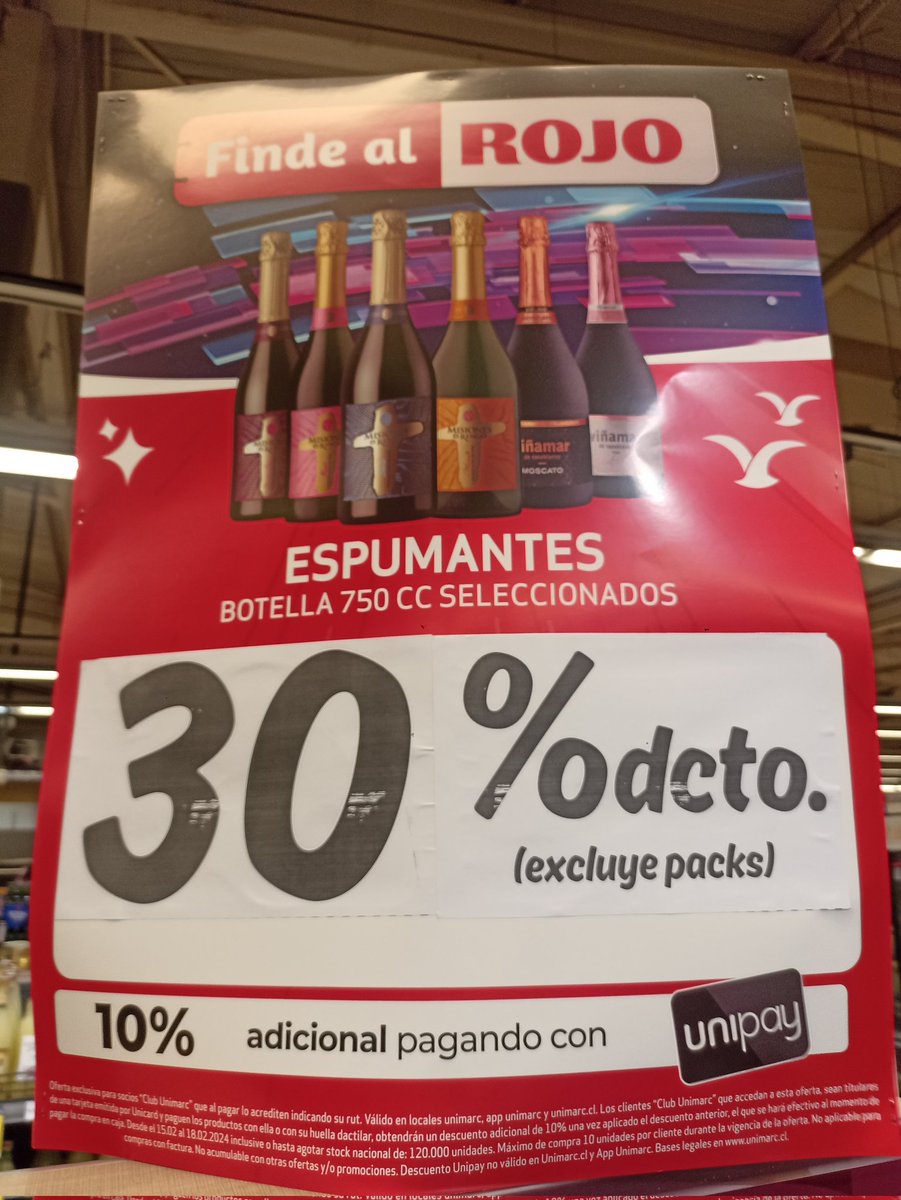 Finde al ROJO
MISIONES
D RENGO
MISIONES
D RENGO
viñamar
MOSCATO
viñamar
ESPUMANTES
BOTELLA 750 CC SELECCIONADOS
30%dcto.
(excluye packs)
10% adicional pagando con unipay
Oferta exclusiva para socios "Club Unimarc" que al pagar lo acrediten indicando su rut. Válido en locales unimarc, app unimarc y unimarc.cl. Los clientes "Club Unimarc" que accedan a esta oferta, sean titulares
de una tarjeta emitida por Unicard y paguen los productos con ella o con su huella dactilar, obtendrán un descuento adicional de 10% una vez aplicado el descuento anterior, el que se hará efectivo al momento de
pagar la compra en caja. Desde el 15.02 al 18.02.2024 inclusive o hasta agotar stock nacional de: 120.000 unidades. Máximo de compra 10 unidades por cliente durante la vigencia de la oferta. No aplicable para
compras con factura. No acumulable con otras ofertas y/o promociones. Descuento Unipay no válido en Unimarc.cl y App Unimarc. Bases legales en www.unimarc.cl.